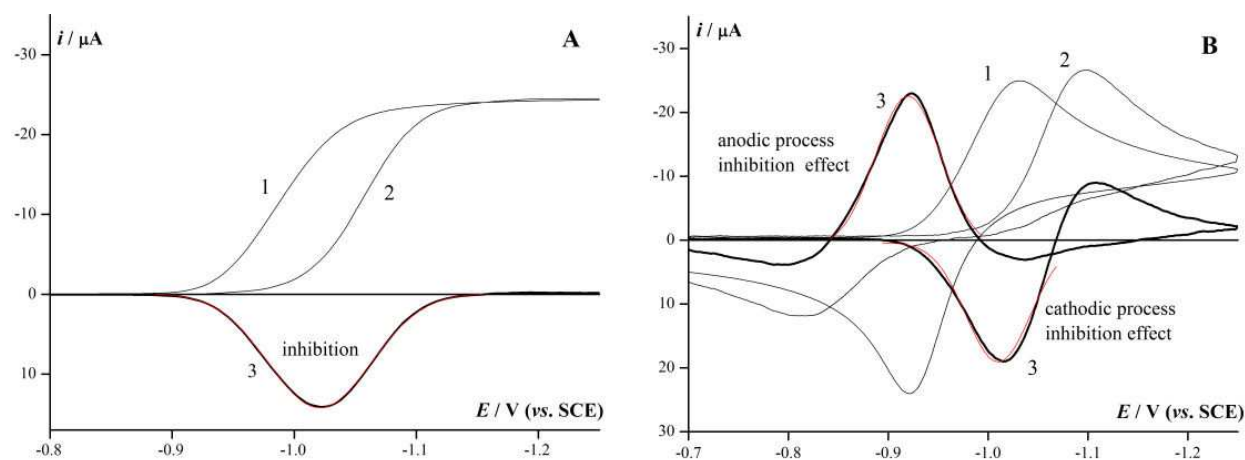 i / μA
A
-30
-20
-10
0
10
1
2
inhibition
3
E / V (vs. SCE)
-0.8
-0.9
-1.0
-1.1
-1.2
i / μA
B
-30
-20
-10
0
10
20
30
1
2
3
anodic process
inhibition effect
cathodic process
inhibition effect
3
E / V (vs. SCE)
-0.7
-0.8
-0.9
-1.0
-1.1
-1.2